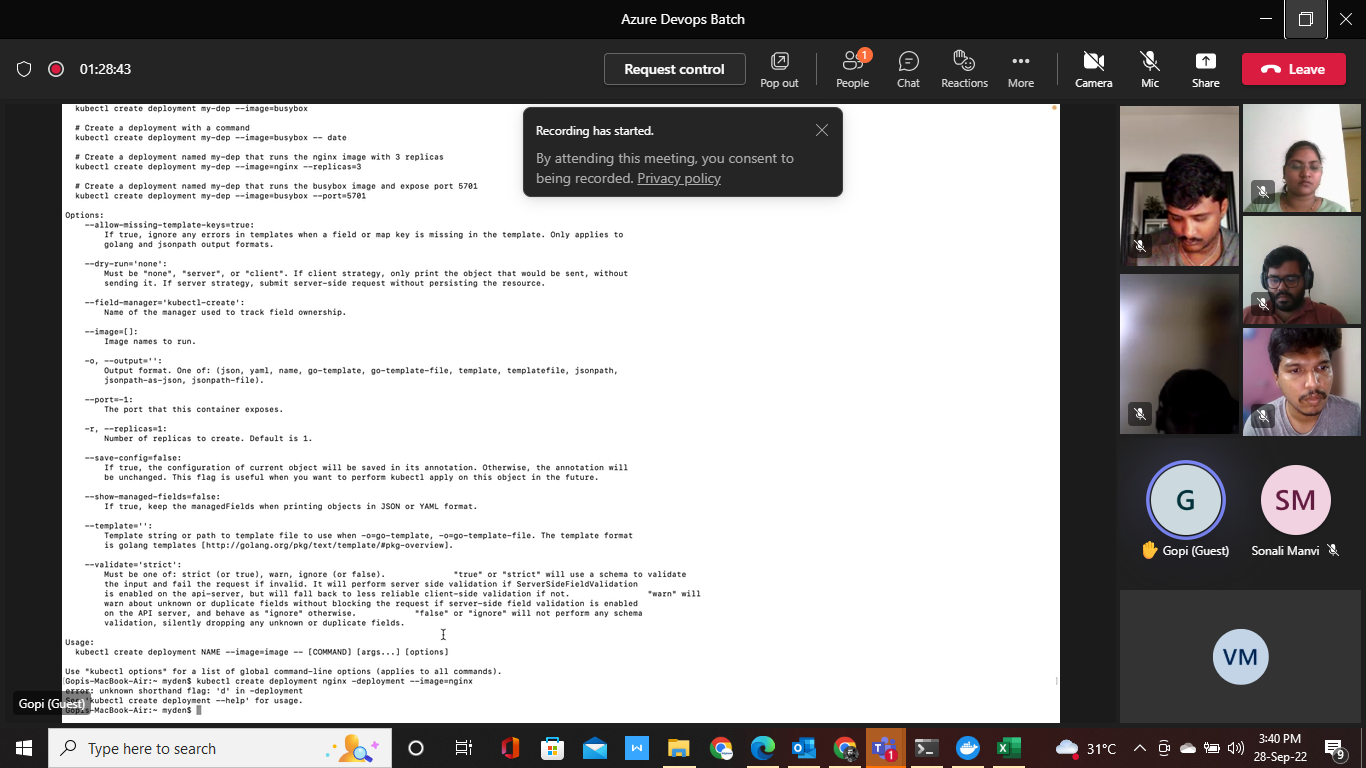 Azure Devops Batch
01:28:43
Request control
Pop out
People
1
Chat
Reactions
More
Camera
Mic
Share
Leave
Recording has started.
By attending this meeting, you consent to
being recorded. Privacy policy
kubectl create deployment my-dep --image=busybox
# Create a deployment with a command
kubectl create deployment my-dep --image=busybox -- date
# Create a deployment named my-dep that runs the nginx image with 3 replicas
kubectl create deployment my-dep --image=nginx --replicas=3
# Create a deployment named my-dep that runs the busybox image and expose port 5701
kubectl create deployment my-dep --image=busybox --port=5701
Options:
--allow-missing-template-keys=true:
If true, ignore any errors in templates when a field or map key is missing in the template. Only applies to
golang and jsonpath output formats.
--dry-run='none':
Must be "none", "server", or "client". If client strategy, only print the object that would be sent, without
sending it. If server strategy, submit server-side request without persisting the resource.
--field-manager='kubectl-create':
Name of the manager used to track field ownership.
--image=[]:
Image names to run.
-o, --output='':
Output format. One of: (json, yaml, name, go-template, go-template-file, template, templatefile, jsonpath,
jsonpath-as-json, jsonpath-file).
--port=-1:
The port that this container exposes.
-r, --replicas=1:
Number of replicas to create. Default is 1.
--save-config=false:
If true, the configuration of current object will be saved in its annotation. Otherwise, the annotation will
be unchanged. This flag is useful when you want to perform kubectl apply on this object in the future.
--show-managed-fields=false:
If true, keep the managedFields when printing objects in JSON or YAML format.
--template='':
Template string or path to template file to use when -o=go-template, -o=go-template-file. The template format
is golang templates [http://golang.org/pkg/text/template/#pkg-overview].
--validate='strict':
Must be one of: strict (or true), warn, ignore (or false). "true" or "strict" will use a schema to validate
the input and fail the request if invalid. It will perform server side validation if ServerSideFieldValidation
is enabled on the api-server, but will fall back to less reliable client-side validation if not. "warn" will
warn about unknown or duplicate fields without blocking the request if server-side field validation is enabled
on the API server, and behave as "ignore" otherwise. "false" or "ignore" will not perform any schema
validation, silently dropping any unknown or duplicate fields.
Usage:
kubectl create deployment NAME --image=image -- [COMMAND] [args...] [options]
Use "kubectl options" for a list of global command-line options (applies to all commands).
Gopis-MacBook-Air:~ myden$ kubectl create deployment nginx -deployment --image=nginx
error: unknown shorthand flag: 'd' in -deployment
'kubectl create deployment --help' for usage.
Gopis-MacBook-Air:~ myden$
Gopi (Guest)
G
Gopi (Guest)
SM
Sonali Manvi
VM
Type here to search
W
1
31°C
3:40 PM
28-Sep-22
9